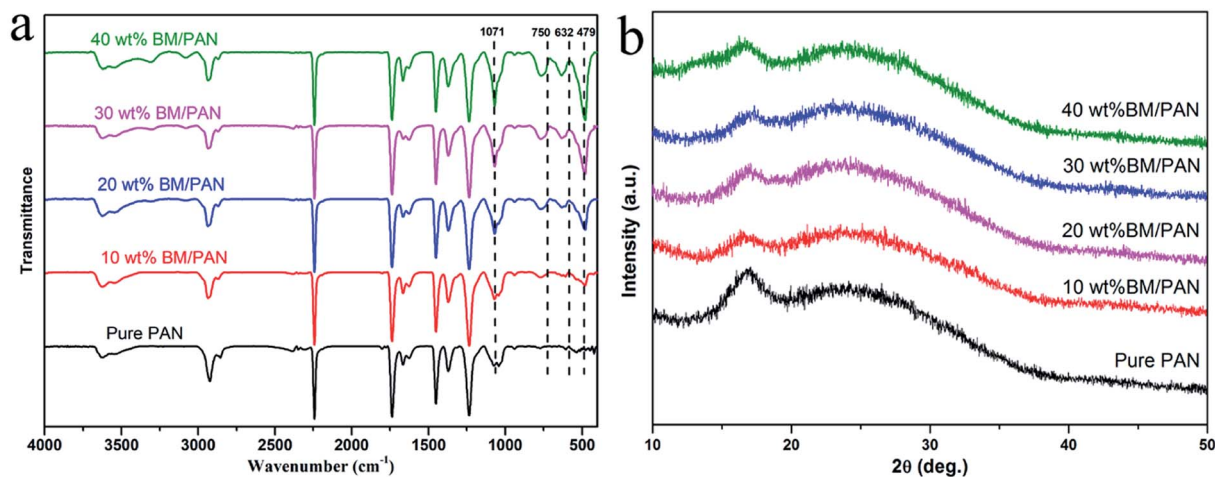 a
1071 750 632 479
40 wt% BM/PAN
30 wt% BM/PAN
20 wt% BM/PAN
10 wt% BM/PAN
Pure PAN
Transmittance
4000 3500 3000 2500 2000 1500 1000 500
Wavenumber (cm⁻¹)
b
40 wt%BM/PAN
30 wt%BM/PAN
20 wt%BM/PAN
10 wt%BM/PAN
Pure PAN
Intensity (a.u.)
10 20 30 40 50
2θ (deg.)